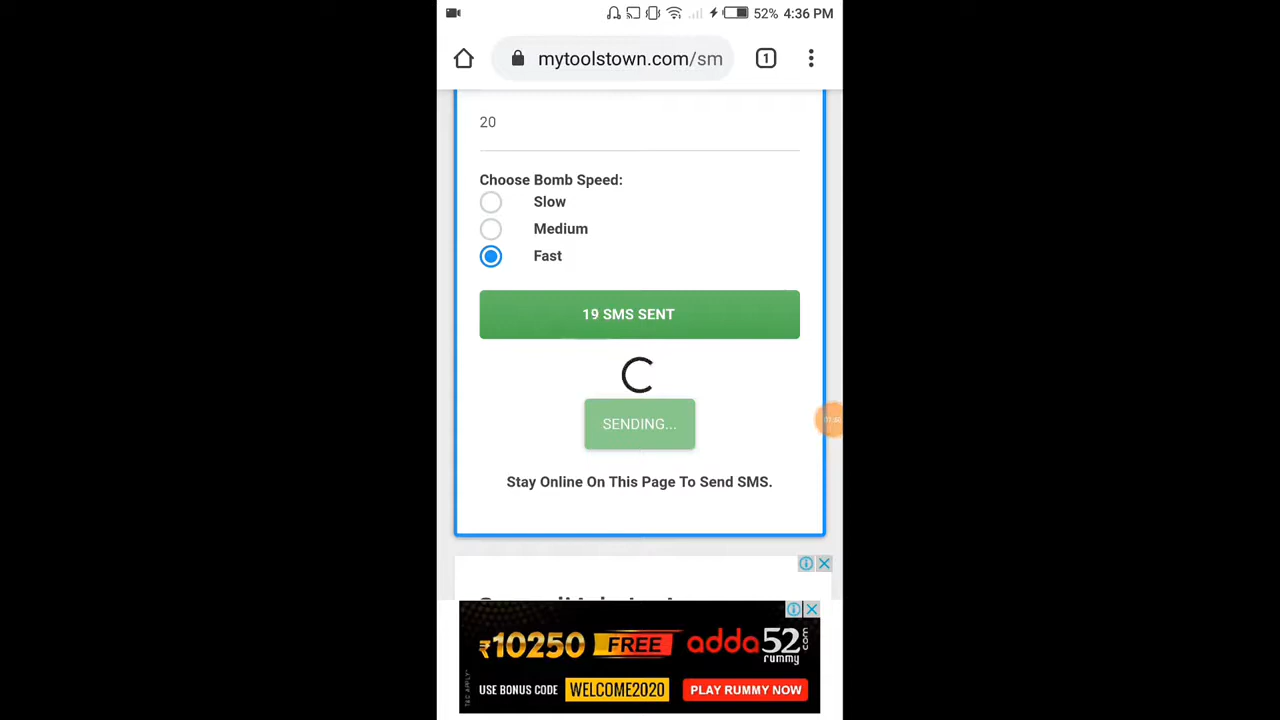 52% 4:36 PM
mytoolstown.com/sm
1
20
Choose Bomb Speed:
Slow
Medium
Fast
19 SMS SENT
SENDING...
Stay Online On This Page To Send SMS.
₹10250 FREE adda52.com
rummy
USE BONUS CODE WELCOME2020 PLAY RUMMY NOW